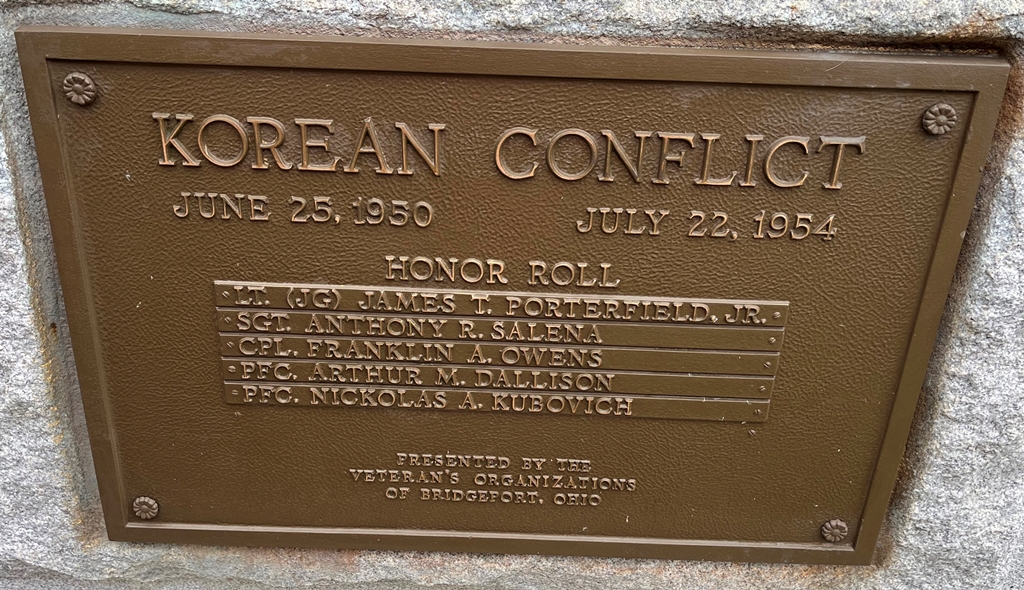 KOREAN CONFLICT
JUNE 25, 1950 JULY 22, 1954
HONOR ROLL
LT. (JG) JAMES T. PORTERFIELD, JR.
SGT. ANTHONY R. SALENA
CPL. FRANKLIN A. OWENS
PFC. ARTHUR M. DALLISON
PFC. NICKOLAS A. KUBOVICH
PRESENTED BY THE
VETERAN'S ORGANIZATIONS
OF BRIDGEPORT, OHIO